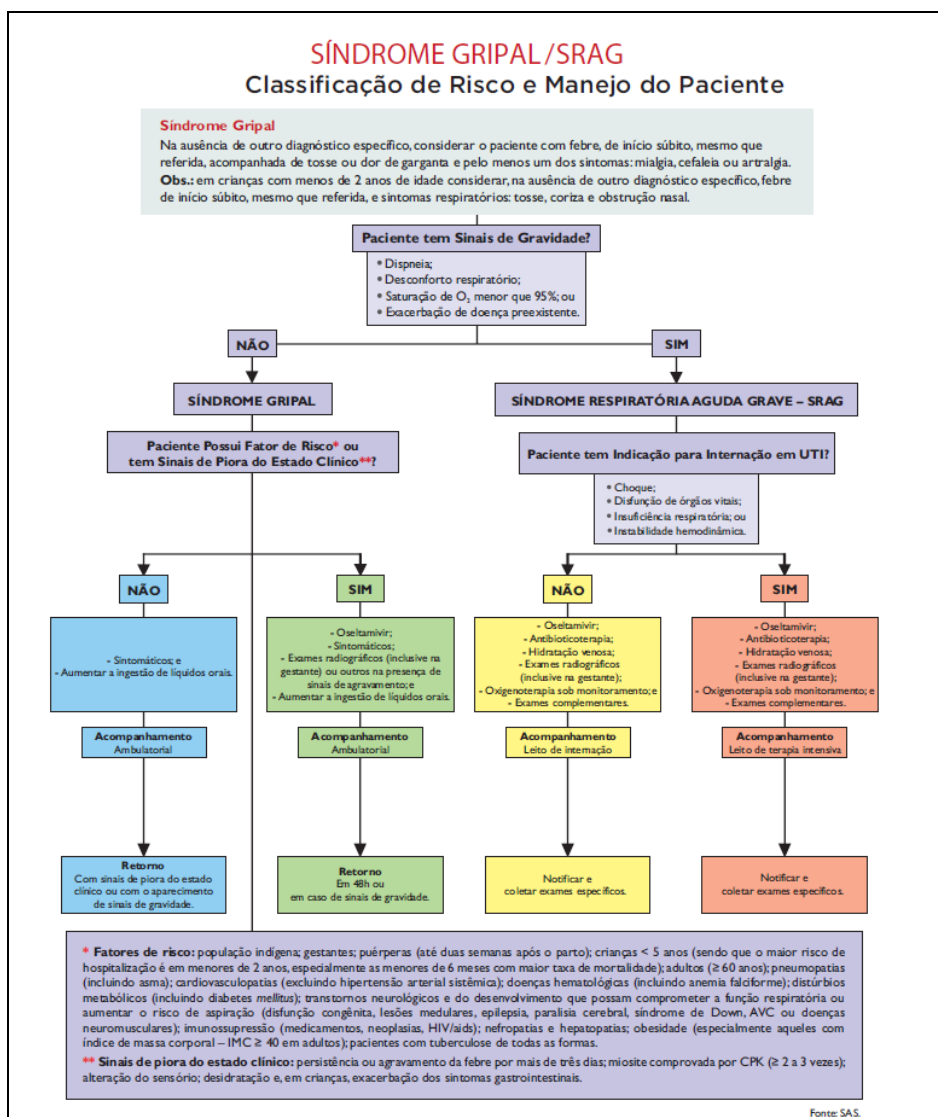 SÍNDROME GRIPAL/SRAG
Classificação de Risco e Manejo do Paciente
Síndrome Gripal
Na ausência de outro diagnóstico específico, considerar o paciente com febre, de início súbito, mesmo que
referida, acompanhada de tosse ou dor de garganta e pelo menos um dos sintomas: mialgia, cefaleia ou artralgia.
Obs.: em crianças com menos de 2 anos de idade considerar, na ausência de outro diagnóstico específico, febre
de início súbito, mesmo que referida, e sintomas respiratórios: tosse, coriza e obstrução nasal.
Paciente tem Sinais de Gravidade?
• Dispneia;
• Desconforto respiratório;
• Saturação de O₂ menor que 95%; ou
• Exacerbação de doença preexistente.
NÃO
SIM
SÍNDROME GRIPAL
SÍNDROME RESPIRATÓRIA AGUDA GRAVE – SRAG
Paciente Possui Fator de Risco* ou
tem Sinais de Piora do Estado Clínico**?
Paciente tem Indicação para Internação em UTI?
• Choque;
• Disfunção de órgãos vitais;
• Insuficiência respiratória; ou
• Instabilidade hemodinâmica.
NÃO
SIM
NÃO
SIM
- Sintomáticos; e
- Aumentar a ingestão de líquidos orais.
- Oseltamivir;
- Sintomáticos;
- Exames radiográficos (inclusive na
gestante) ou outros na presença de
sinais de agravamento; e
- Aumentar a ingestão de líquidos orais.
- Oseltamivir;
- Antibioticoterapia;
- Hidratação venosa;
- Exames radiográficos
(inclusive na gestante);
- Oxigenoterapia sob monitoramento; e
- Exames complementares.
- Oseltamivir;
- Antibioticoterapia;
- Hidratação venosa;
- Exames radiográficos
(inclusive na gestante);
- Oxigenoterapia sob monitoramento; e
- Exames complementares.
Acompanhamento
Ambulatorial
Acompanhamento
Ambulatorial
Acompanhamento
Leito de internação
Acompanhamento
Leito de terapia intensiva
Retorno
Com sinais de piora do estado
clínico ou com o aparecimento
de sinais de gravidade.
Retorno
Em 48h ou
em caso de sinais de gravidade.
Notificar e
coletar exames específicos.
Notificar e
coletar exames específicos.
* Fatores de risco: população indígena; gestantes; puérperas (até duas semanas após o parto); crianças < 5 anos (sendo que o maior risco de
hospitalização é em menores de 2 anos, especialmente as menores de 6 meses com maior taxa de mortalidade); adultos (≥ 60 anos); pneumopatias
(incluindo asma); cardiovasculopatias (excluindo hipertensão arterial sistêmica); doenças hematológicas (incluindo anemia falciforme); distúrbios
metabólicos (incluindo diabetes mellitus); transtornos neurológicos e do desenvolvimento que possam comprometer a função respiratória ou
aumentar o risco de aspiração (disfunção congênita, lesões medulares, epilepsia, paralisia cerebral, síndrome de Down, AVC ou doenças
neuromusculares); imunossupressão (medicamentos, neoplasias, HIV/aids); nefropatias e hepatopatias; obesidade (especialmente aqueles com
índice de massa corporal – IMC ≥ 40 em adultos); pacientes com tuberculose de todas as formas.
** Sinais de piora do estado clínico: persistência ou agravamento da febre por mais de três dias; miosite comprovada por CPK (≥ 2 a 3 vezes);
alteração do sensório; desidratação e, em crianças, exacerbação dos sintomas gastrointestinais.
Fonte: SAS.